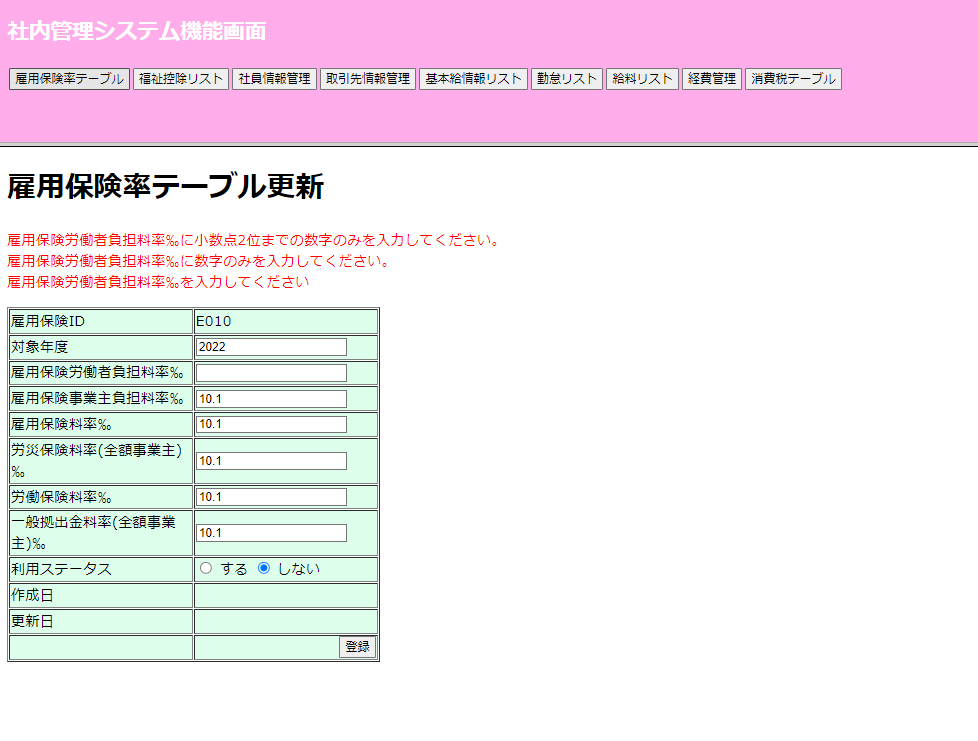 社内管理システム機能画面
雇用保険率テーブル 福祉控除リスト 社員情報管理 取引先情報管理 基本給情報リスト 勤怠リスト 給料リスト 経費管理 消費税テーブル
雇用保険率テーブル更新
雇用保険労働者負担料率‰に小数点2位までの数字のみを入力してください。
雇用保険労働者負担料率‰に数字のみを入力してください。
雇用保険労働者負担料率‰を入力してください
雇用保険ID E010
対象年度 2022
雇用保険労働者負担料率‰
雇用保険事業主負担料率‰ 10.1
雇用保険料率‰ 10.1
労災保険料率(全額事業主)
‰ 10.1
労働保険料率‰ 10.1
一般拠出金料率(全額事業
主)‰ 10.1
利用ステータス する しない
作成日
更新日
登録